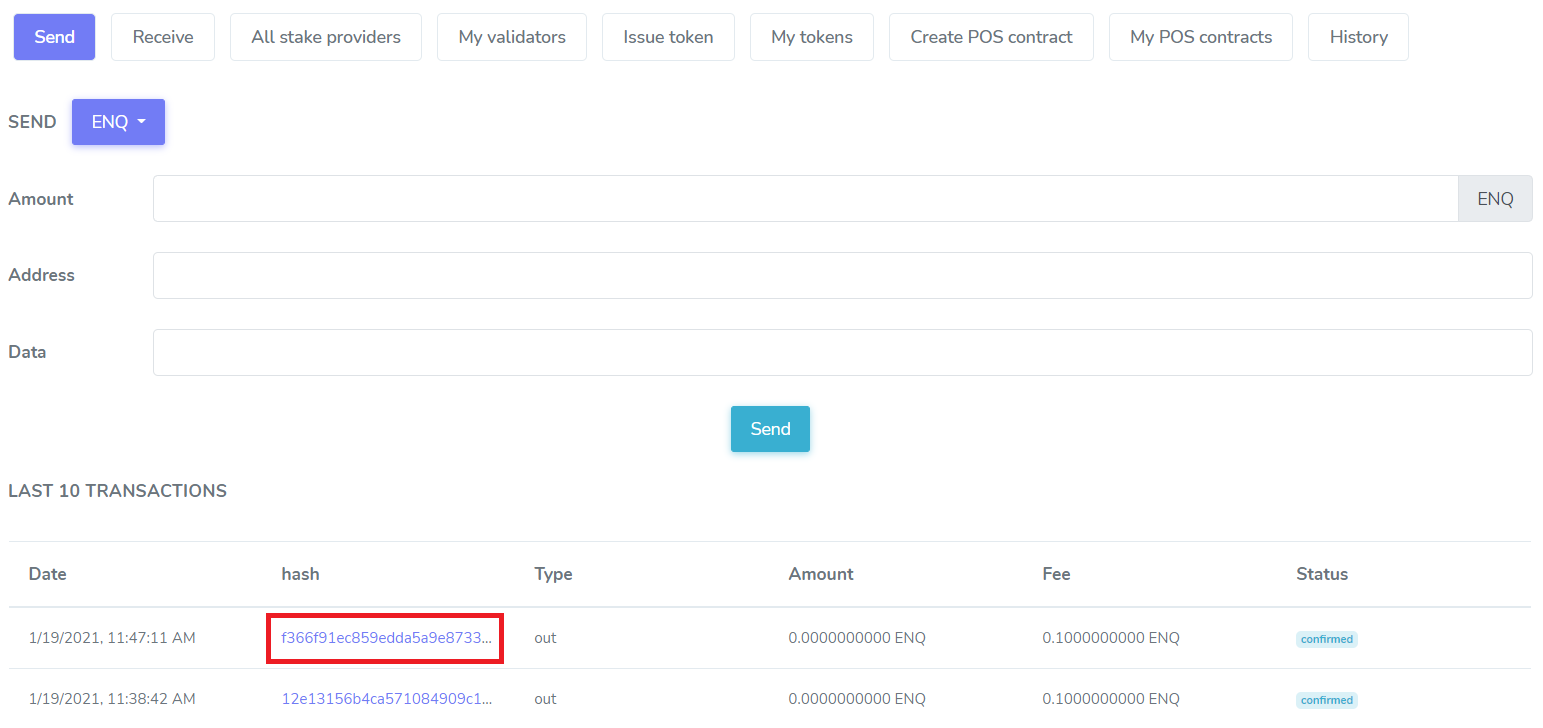 Send Receive All stake providers My validators Issue token My tokens Create POS contract My POS contracts History
SEND ENQ
Amount ENQ
Address
Data
Send
LAST 10 TRANSACTIONS
Date hash Type Amount Fee Status
1/19/2021, 11:47:11 AM f366f91ec859edda5a9e8733... out 0.0000000000 ENQ 0.1000000000 ENQ confirmed
1/19/2021, 11:38:42 AM 12e13156b4ca571084909c1... out 0.0000000000 ENQ 0.1000000000 ENQ confirmed